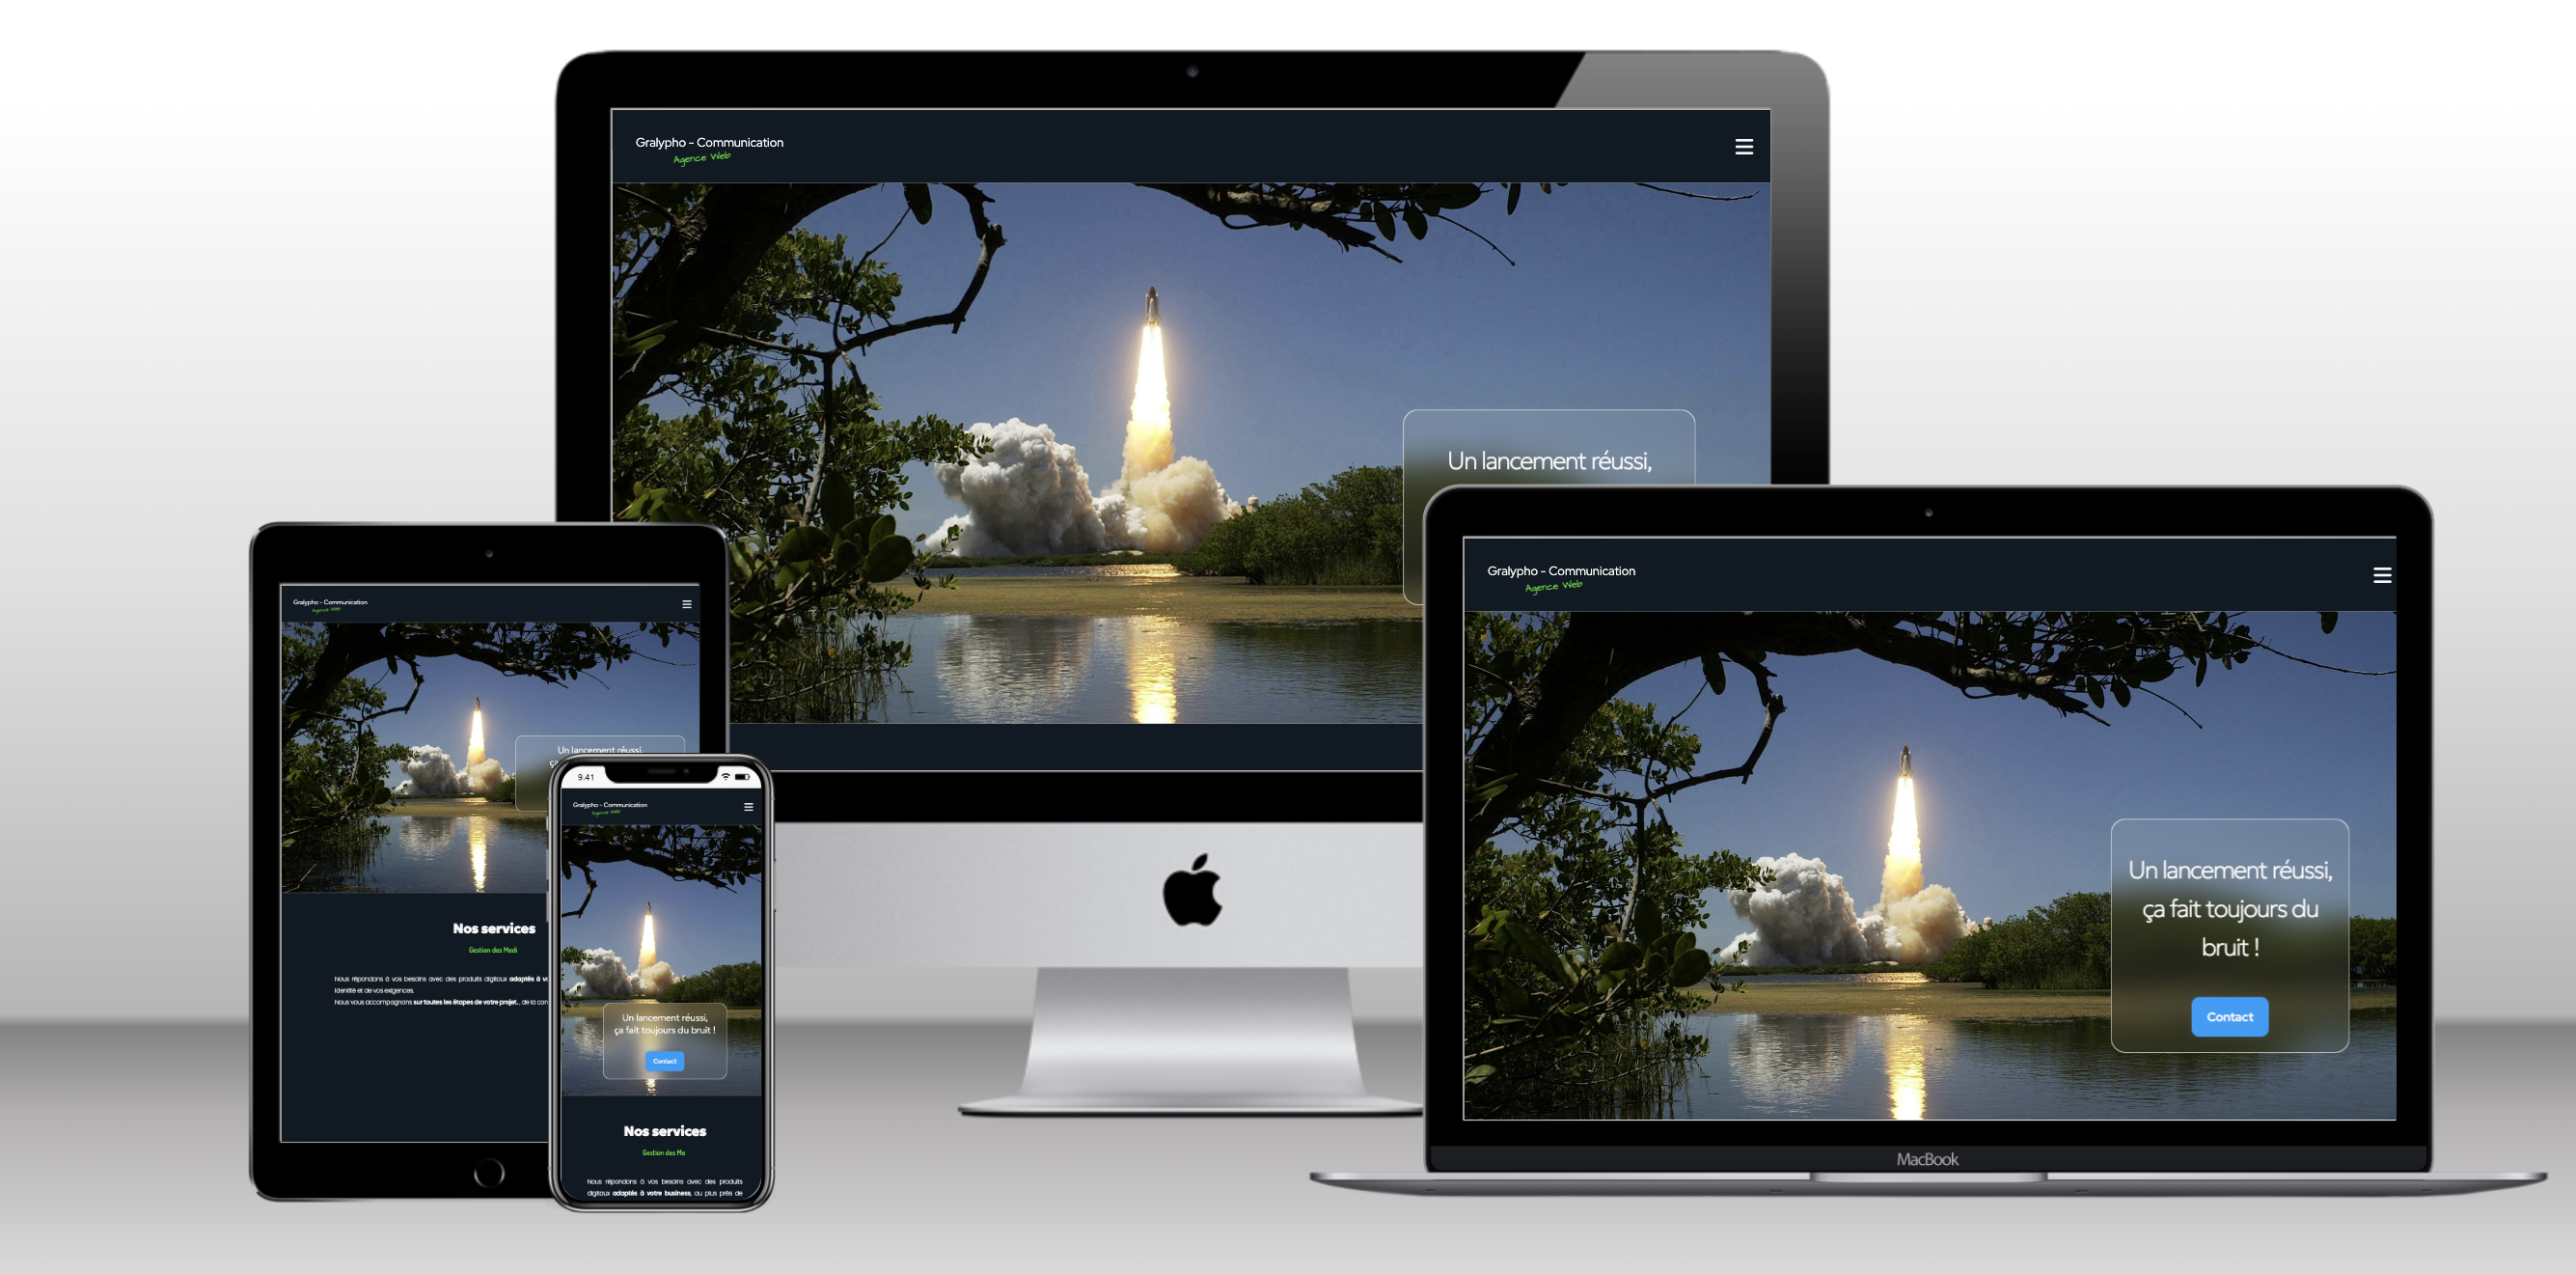 Gralypho - Communication
Agence Web
Un lancement réussi,
Gralypho - Communication
Agence Web
Un lancement réussi,
Nos services
Gestion des Medi
Nous répondons à vos besoins avec des produits digitaux adaptés à
identité et de vos exigences.
Nous vous accompagnons sur toutes les étapes de votre projet., de la con
9.41
Gralypho - Communication
Agence Web
Un lancement réussi,
ça fait toujours du bruit !
Contact
Nos services
Gestion des Me
Nous répondons à vos besoins avec des produits
digitaux adaptés à votre business, au plus près de
Gralypho - Communication
Agence Web
Un lancement réussi,
ça fait toujours du
bruit !
Contact
MacBook